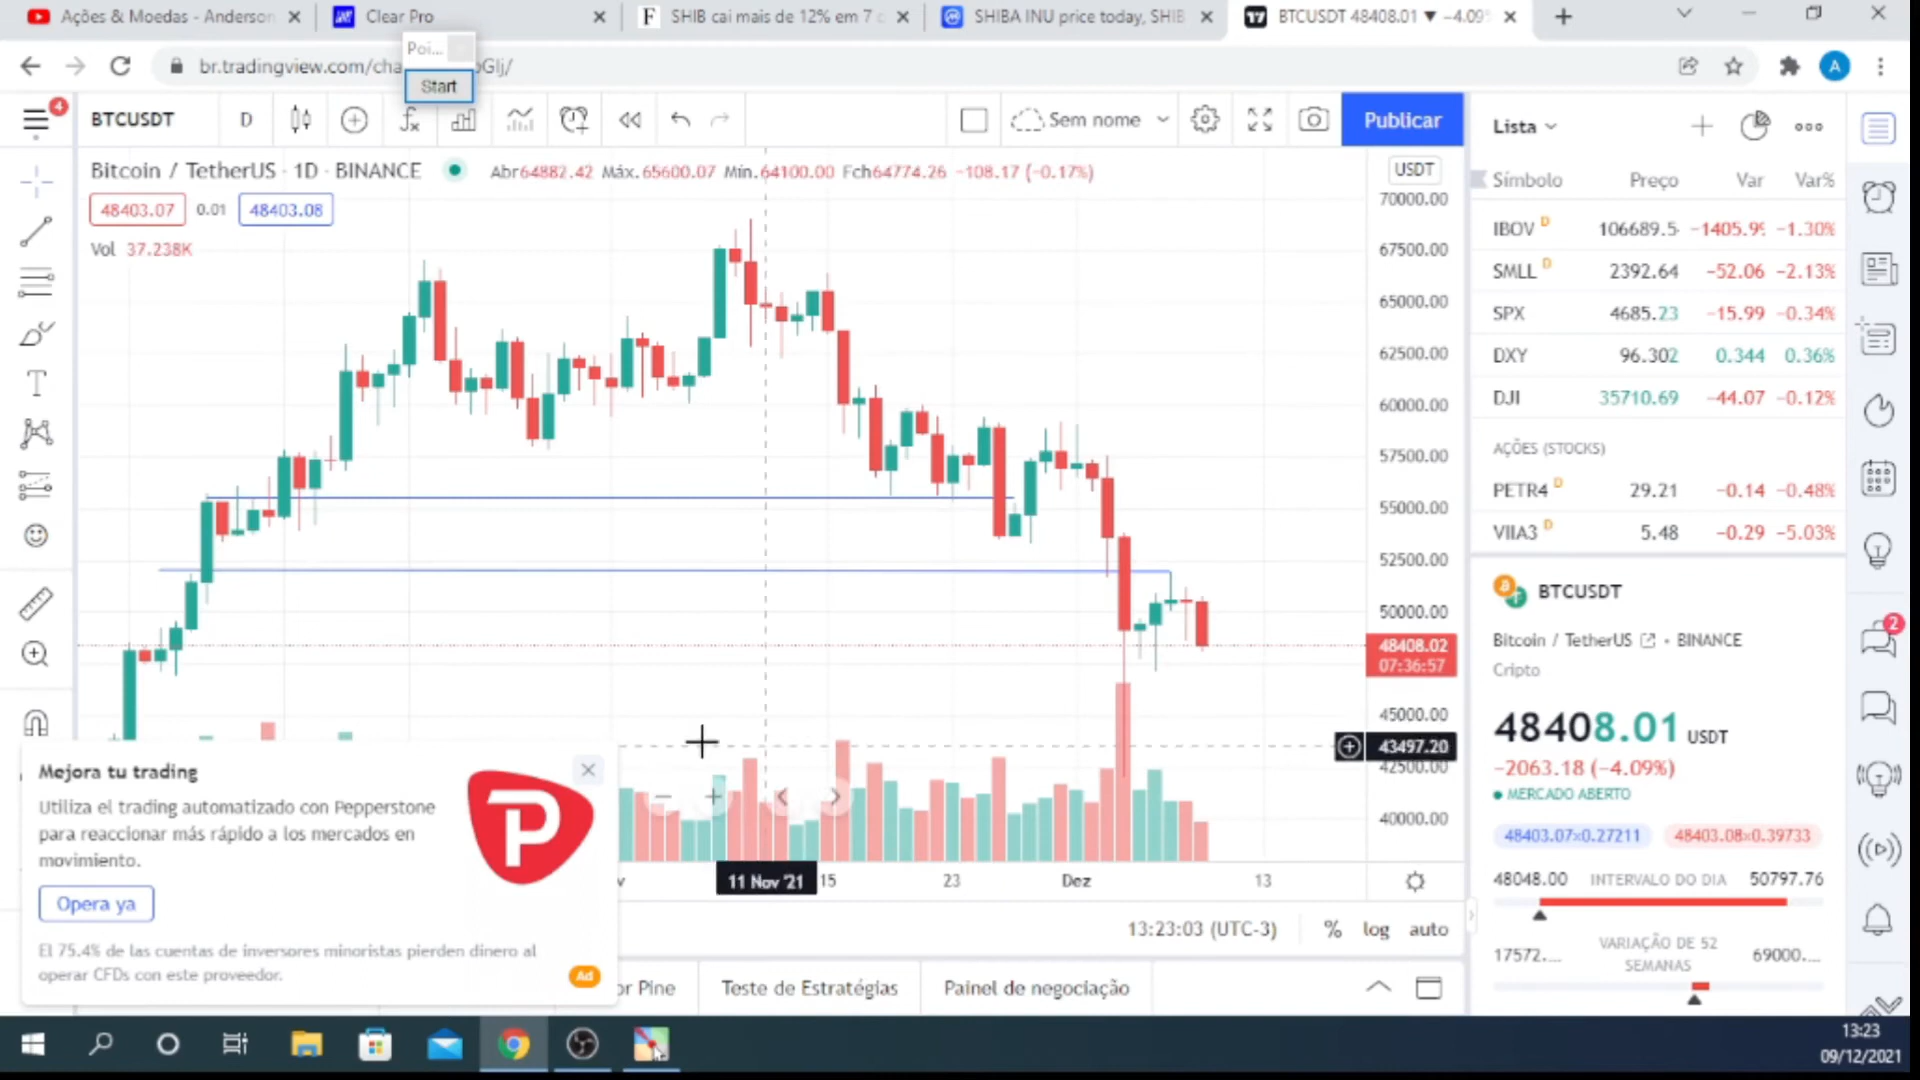 Ações & Moedas - Anderson
Clear Pro
SHIB cai mais de 12% em 7
SHIBA INU price today, SHIB
BTCUSDT 48408.01 ▼ −4.09%
Poi...
Start
br.tradingview.com/cha
Glj/
A
4
BTCUSDT
D
Sem nome
Publicar
Lista
Bitcoin / TetherUS · 1D · BINANCE
Abr64882.42 Máx.65600.07 Mín.64100.00 Fch64774.26 −108.17 (−0.17%)
48403.07
0.01
48403.08
Vol 37.238K
USDT
70000.00
67500.00
65000.00
62500.00
60000.00
57500.00
55000.00
52500.00
50000.00
48408.02
07:36:57
45000.00
43497.20
42500.00
40000.00
11 Nov '21
15
23
Dez
13
13:23:03 (UTC-3)
%
log
auto
or Pine
Teste de Estratégias
Painel de negociação
Símbolo Preço Var Var%
IBOV D 106689.5 −1405.9 −1.30%
SMLL D 2392.64 −52.06 −2.13%
SPX 4685.23 −15.99 −0.34%
DXY 96.302 0.344 0.36%
DJI 35710.69 −44.07 −0.12%
AÇÕES (STOCKS)
PETR4 D 29.21 −0.14 −0.48%
VIIA3 D 5.48 −0.29 −5.03%
BTCUSDT
Bitcoin / TetherUS • BINANCE
Cripto
48408.01 USDT
−2063.18 (−4.09%)
MERCADO ABERTO
48403.07×0.27211
48403.08×0.39733
48048.00 INTERVALO DO DIA 50797.76
17572.... VARIAÇÃO DE 52 69000....
SEMANAS
2
Mejora tu trading
Utiliza el trading automatizado con Pepperstone
para reaccionar más rápido a los mercados en
movimiento.
Opera ya
El 75.4% de las cuentas de inversores minoristas pierden dinero al
operar CFDs con este proveedor.
Ad
13:23
09/12/2021